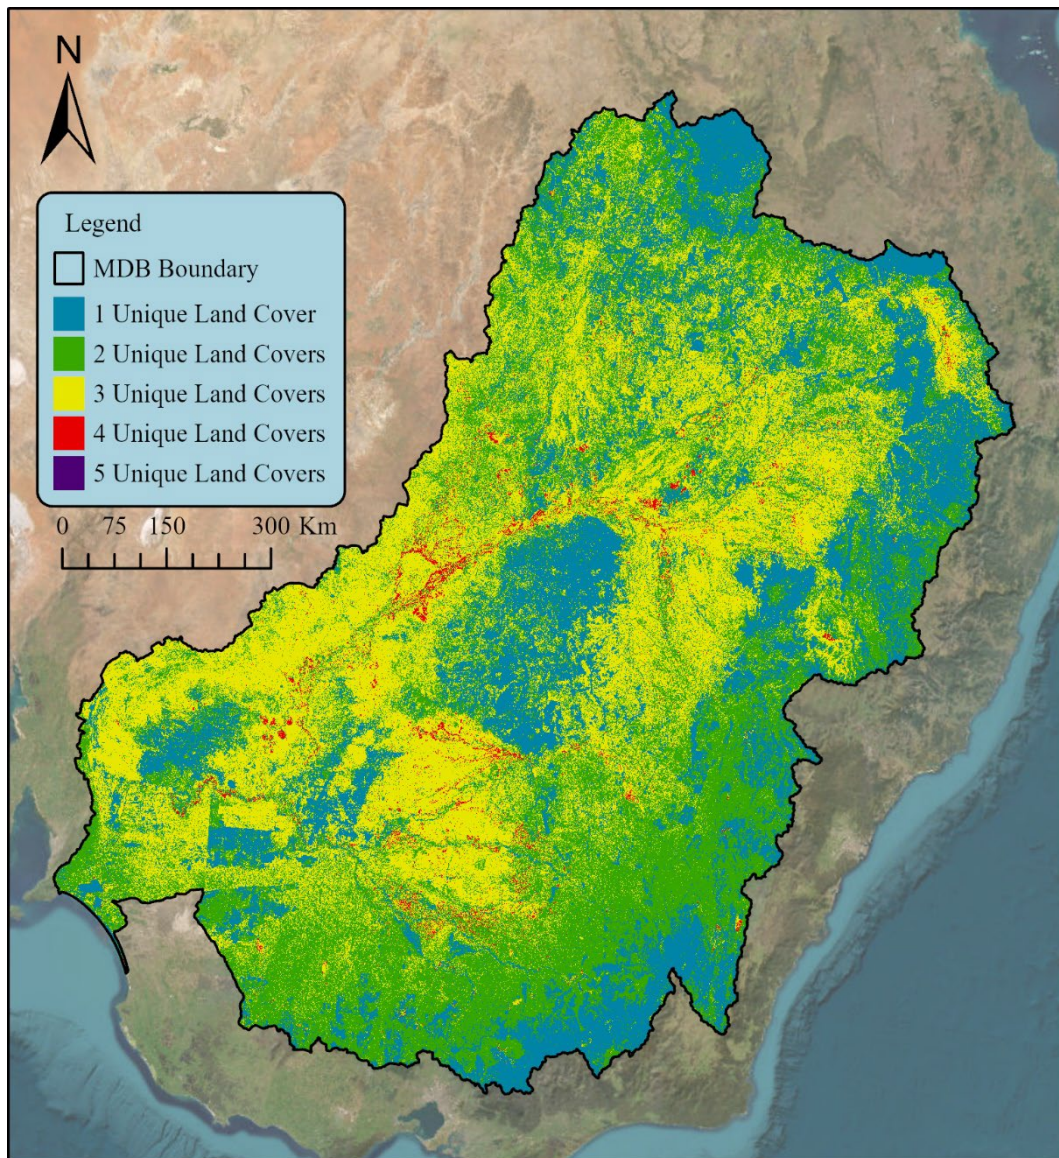 N
Legend
MDB Boundary
1 Unique Land Cover
2 Unique Land Covers
3 Unique Land Covers
4 Unique Land Covers
5 Unique Land Covers
0 75 150 300 Km